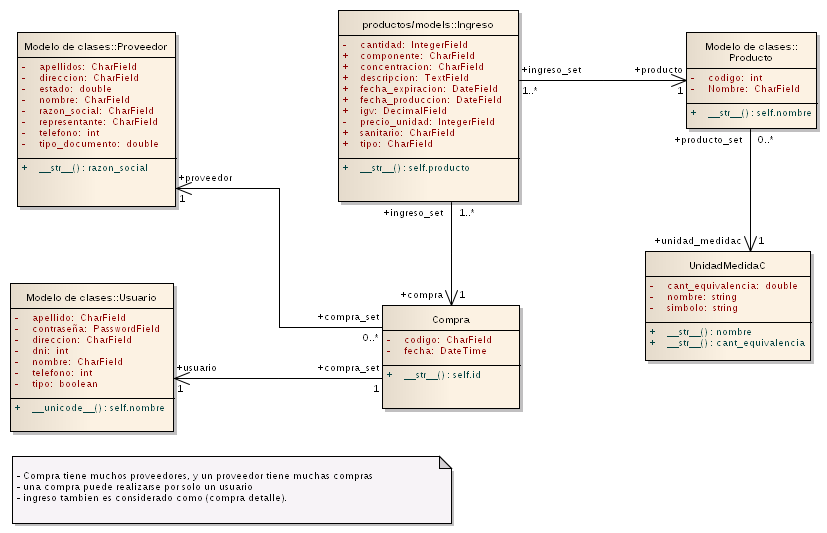 Modelo de clases::Proveedor
- apellidos: CharField
- direccion: CharField
- estado: double
- nombre: CharField
- razon_social: CharField
- representante: CharField
- telefono: int
- tipo_documento: double
+ __str__() : razon_social
productos/models::Ingreso
- cantidad: IntegerField
+ componente: CharField
+ concentracion: CharField
+ descripcion: TextField
+ fecha_expiracion: DateField
+ fecha_produccion: DateField
+ igv: DecimalField
- precio_unidad: IntegerField
+ sanitario: CharField
+ tipo: CharField
+ __str__() : self.producto
Modelo de clases::
Producto
- codigo: int
- Nombre: CharField
+ __str__() : self.nombre
+ingreso_set
1..*
+producto
1
+producto_set
0..*
+unidad_medidac
1
+proveedor
1
+ingreso_set
1..*
+compra
1
UnidadMedidaC
- cant_equivalencia: double
- nombre: string
- simbolo: string
+ __str__() : nombre
+ __str__() : cant_equivalencia
Modelo de clases::Usuario
- apellido: CharField
- contraseña: PasswordField
- direccion: CharField
- dni: int
- nombre: CharField
- telefono: int
- tipo: boolean
+ __unicode__() : self.nombre
+compra_set
0..*
+usuario
1
+compra_set
1
Compra
- codigo: CharField
- fecha: DateTime
+ __str__() : self.id
- Compra tiene muchos proveedores, y un proveedor tiene muchas compras
- una compra puede realizarse por solo un usuario
- ingreso tambien es considerado como (compra detalle).